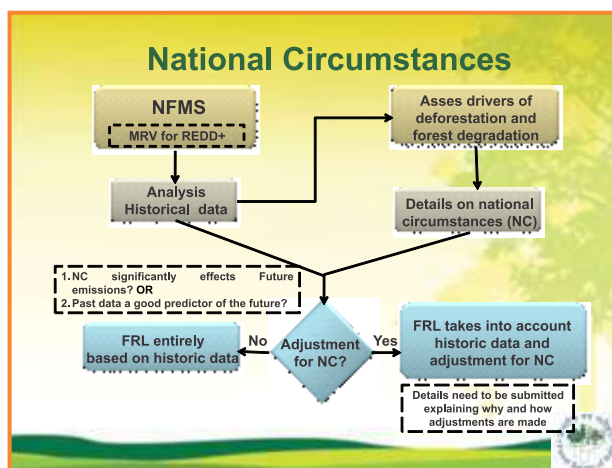 National Circumstances
NFMS
MRV for REDD+
Asses drivers of
deforestation and
forest degradation
Analysis
Historical data
Details on national
circumstances (NC)
1. NC significantly effects Future
emissions? OR
2. Past data a good predictor of the future?
FRL entirely
based on historic data
No
Adjustment
for NC?
Yes
FRL takes into account
historic data and
adjustment for NC
Details need to be submitted
explaining why and how
adjustments are made